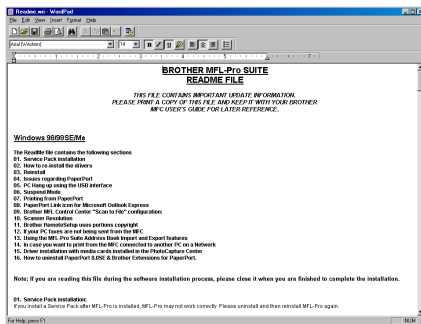 Readme.wri - WordPad
File Edit View Insert Format Help
Arial (Western) 14
BROTHER MFL-Pro SUITE
README FILE
THIS FILE CONTAINS IMPORTANT UPDATE INFORMATION.
PLEASE PRINT A COPY OF THIS FILE AND KEEP IT WITH YOUR BROTHER
MFC USER'S GUIDE FOR LATER REFERENCE.
Windows 98/98SE/Me
The ReadMe file contains the following sections
01. Service Pack installation
02. How to re-install the drivers
03. Reinstall
04. Issues regarding PaperPort
05. PC Hang up using the USB interface
06. Suspend Mode
07. Printing from PaperPort
08. PaperPort Link icon for Microsoft Outlook Express
09. Brother MFL Control Center "Scan to File" configuration:
10. Scanner Resolution
11. Brother RemoteSetup uses portions copyright
12. If your PC faxes are not being sent from the MFC
13. Using the MFL-Pro Suite Address Book Import and Export features
14. In case you want to print from the MFC connected to another PC on a Network
15. Driver installation with media cards installed in the PhotoCapture Center
16. How to uninstall PaperPort 8.0SE & Brother Extensions for PaperPort.
Note: If you are reading this file during the software installation process, please close it when you are finished to complete the installation.
01. Service Pack installation:
If you install a Service Pack after MFL-Pro is installed, MFL-Pro may not work correctly. Please uninstall and then reinstall MFL-Pro again.
For Help, press F1
NUM